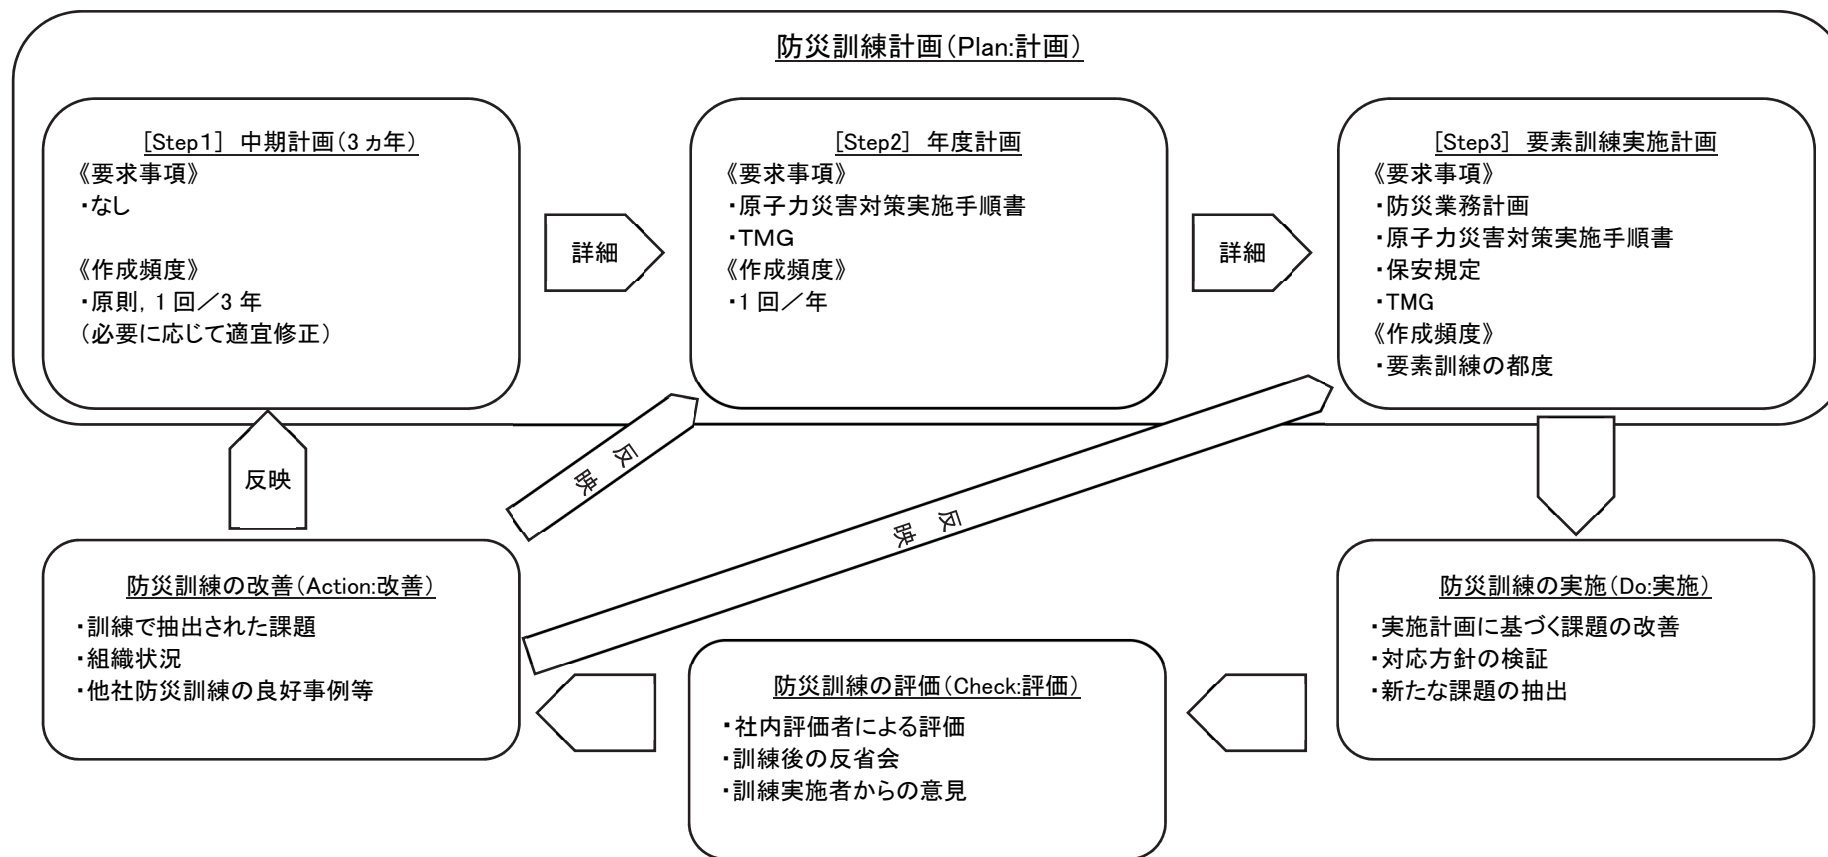 防災訓練計画(Plan:計画)
[Step1] 中期計画(3ヵ年)
《要求事項》
・なし
《作成頻度》
・原則，1回／3年
(必要に応じて適宜修正)
詳細
[Step2] 年度計画
《要求事項》
・原子力災害対策実施手順書
・TMG
《作成頻度》
・1回／年
詳細
[Step3] 要素訓練実施計画
《要求事項》
・防災業務計画
・原子力災害対策実施手順書
・保安規定
・TMG
《作成頻度》
・要素訓練の都度
反映
反映
反映
防災訓練の改善(Action:改善)
・訓練で抽出された課題
・組織状況
・他社防災訓練の良好事例等
防災訓練の評価(Check:評価)
・社内評価者による評価
・訓練後の反省会
・訓練実施者からの意見
防災訓練の実施(Do:実施)
・実施計画に基づく課題の改善
・対応方針の検証
・新たな課題の抽出